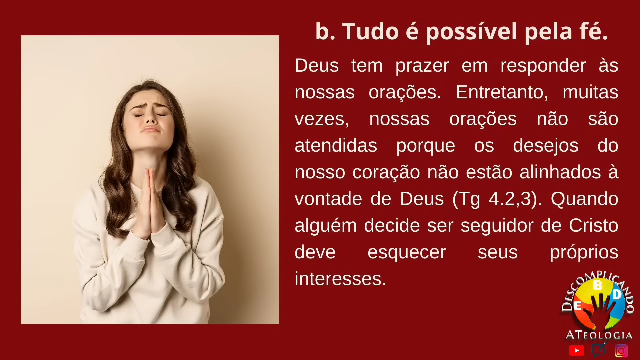 b. Tudo é possível pela fé.
Deus tem prazer em responder às
nossas orações. Entretanto, muitas
vezes, nossas orações não são
atendidas porque os desejos do
nosso coração não estão alinhados à
vontade de Deus (Tg 4.2,3). Quando
alguém decide ser seguidor de Cristo
deve esquecer seus próprios
interesses.
DESCOMPLICANDO
E B D
ATEOLOGIA